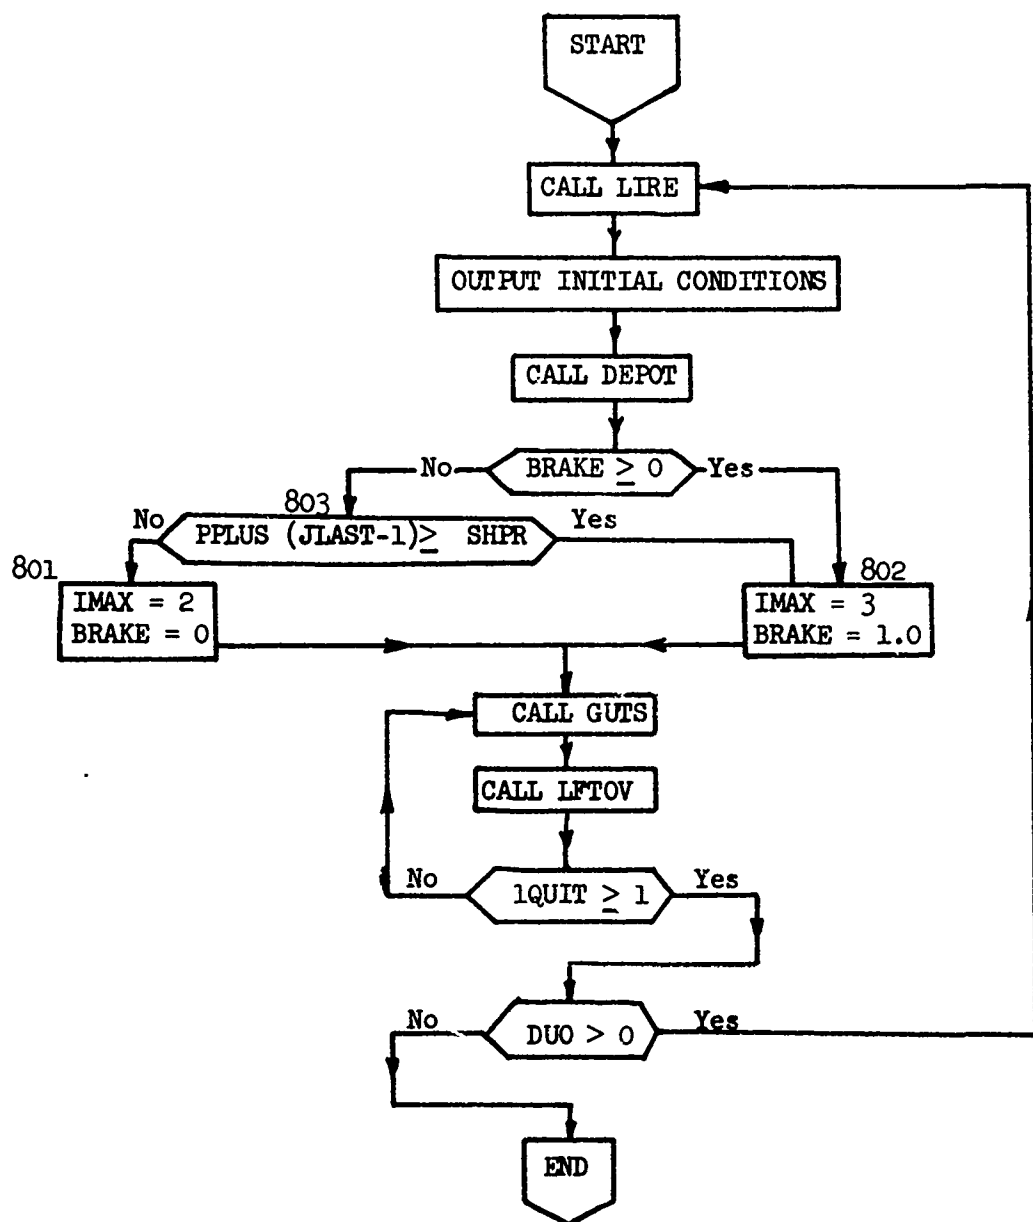 START
CALL LIRE
OUTPUT INITIAL CONDITIONS
CALL DEPOT
No
BRAKE ≥ 0
Yes
803
No
PPLUS (JLAST-1)≥ SHPR
Yes
801
IMAX = 2
BRAKE = 0
802
IMAX = 3
BRAKE = 1.0
CALL GUTS
CALL LFTOV
No
1QUIT ≥ 1
Yes
No
DUO > 0
Yes
END